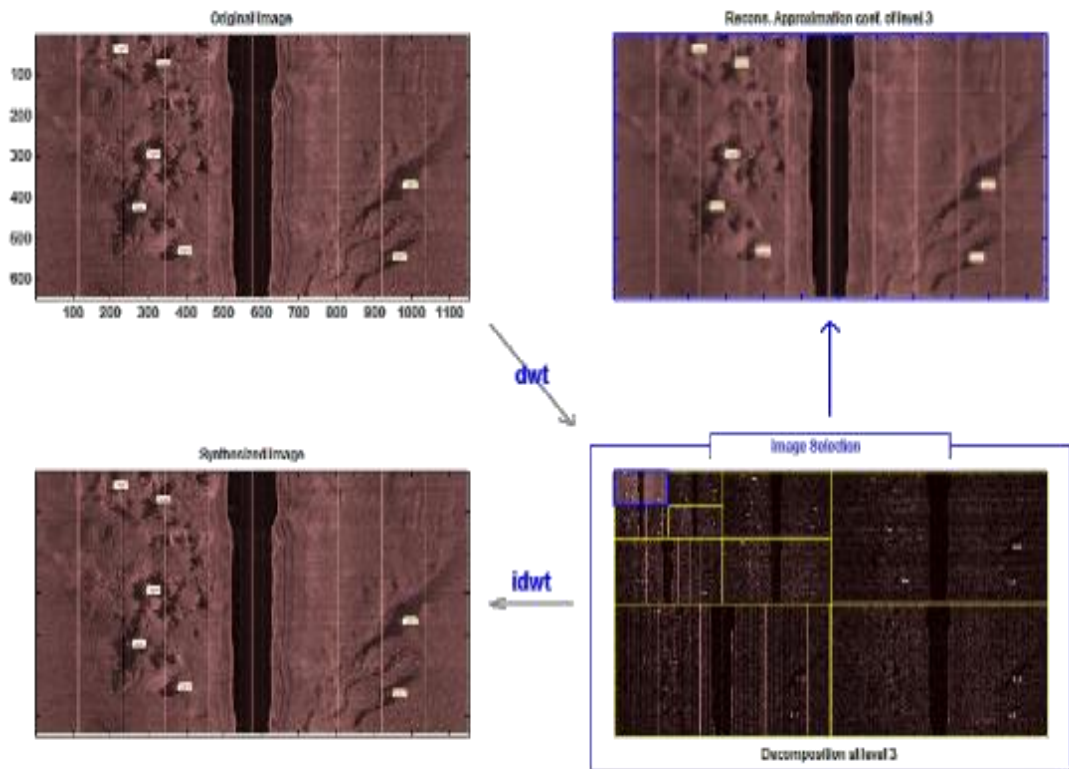 Original Image
Recons. Approximation coef. of level 3
100
200
300
400
500
600
100 200 300 400 500 600 700 800 900 1000 1100
dwt
Synthesized Image
Image Selection
idwt
Decomposition at level 3